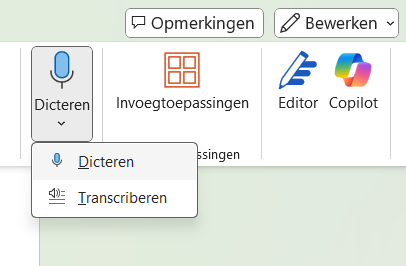 Opmerkingen
Bewerken
Dicteren
Invoegtoepassingen
Editor
Copilot
Dicteren
Transcriberen